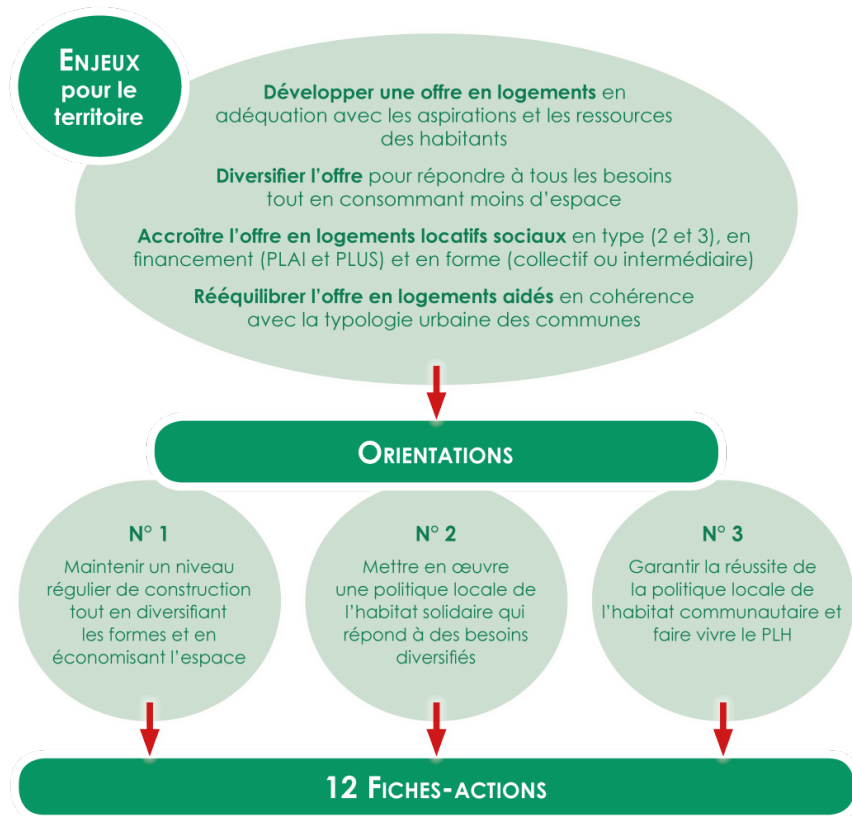 ENJEUX
pour le
territoire
Développer une offre en logements en
adéquation avec les aspirations et les ressources
des habitants
Diversifier l’offre pour répondre à tous les besoins
tout en consommant moins d’espace
Accroître l’offre en logements locatifs sociaux en type (2 et 3), en
financement (PLAI et PLUS) et en forme (collectif ou intermédiaire)
Rééquilibrer l’offre en logements aidés en cohérence
avec la typologie urbaine des communes
ORIENTATIONS
N° 1
Maintenir un niveau
régulier de construction
tout en diversifiant
les formes et en
économisant l’espace
N° 2
Mettre en œuvre
une politique locale de
l’habitat solidaire qui
répond à des besoins
diversifiés
N° 3
Garantir la réussite de
la politique locale de
l’habitat communautaire et
faire vivre le PLH
12 FICHES-ACTIONS